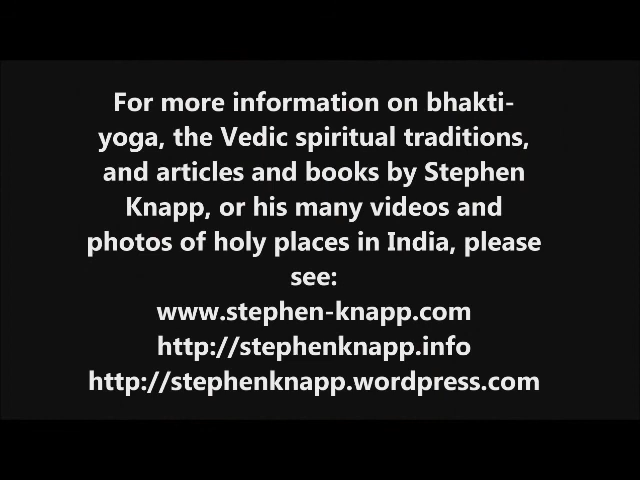 For more information on bhakti-
yoga, the Vedic spiritual traditions,
and articles and books by Stephen
Knapp, or his many videos and
photos of holy places in India, please
see:
www.stephen-knapp.com
http://stephenknapp.info
http://stephenknapp.wordpress.com